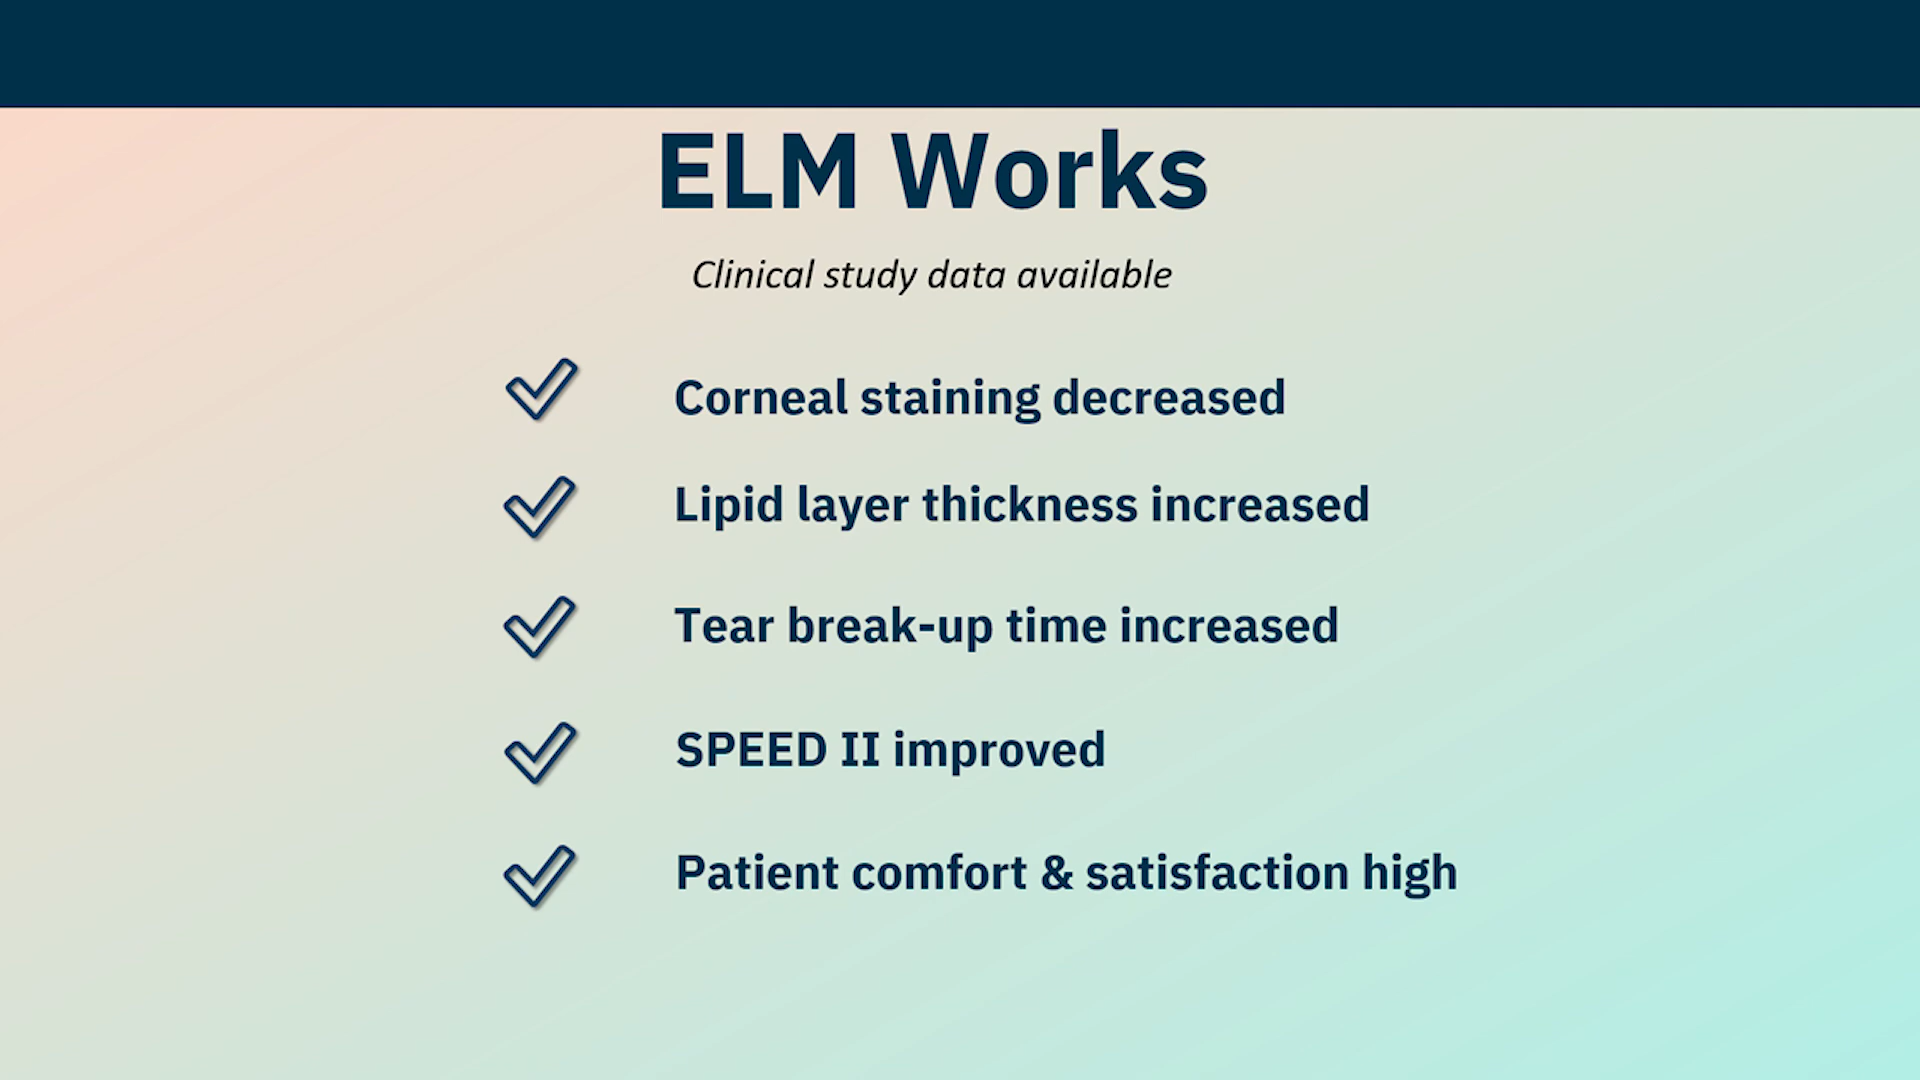 ELM Works
Clinical study data available
Corneal staining decreased
Lipid layer thickness increased
Tear break-up time increased
SPEED II improved
Patient comfort & satisfaction high